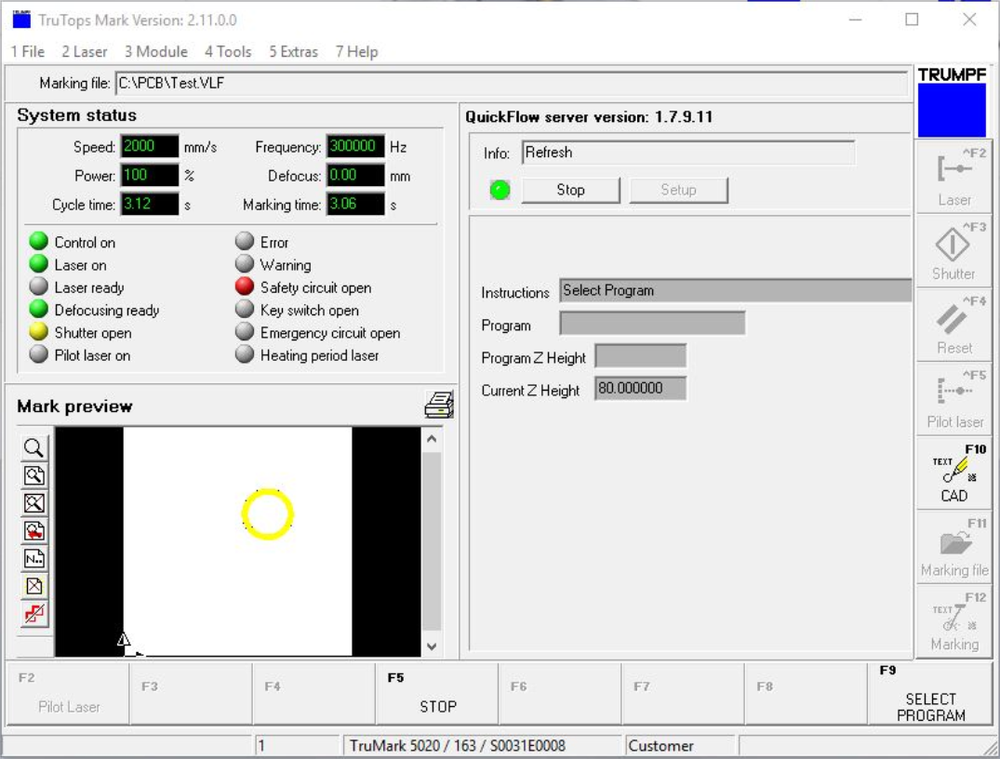 TruTops Mark Version: 2.11.0.0
1 File 2 Laser 3 Module 4 Tools 5 Extras 7 Help
Marking file: C:\PCB\Test.VLF
TRUMPF
System status
Speed: 2000 mm/s Frequency: 300000 Hz
Power: 100 % Defocus: 0.00 mm
Cycle time: 3.12 s Marking time: 3.06 s
Control on Error
Laser on Warning
Laser ready Safety circuit open
Defocusing ready Key switch open
Shutter open Emergency circuit open
Pilot laser on Heating period laser
Mark preview
N..
QuickFlow server version: 1.7.9.11
Info: Refresh
Stop Setup
Instructions Select Program
Program
Program Z Height
Current Z Height 80.000000
^F2
Laser
^F3
Shutter
^F4
Reset
^F5
Pilot laser
F10
TEXT
CAD
F11
Marking file
F12
TEXT
Marking
F2 Pilot Laser
F3
F4
F5 STOP
F6
F7
F8
F9 SELECT
PROGRAM
1 TruMark 5020 / 163 / S0031E0008 Customer